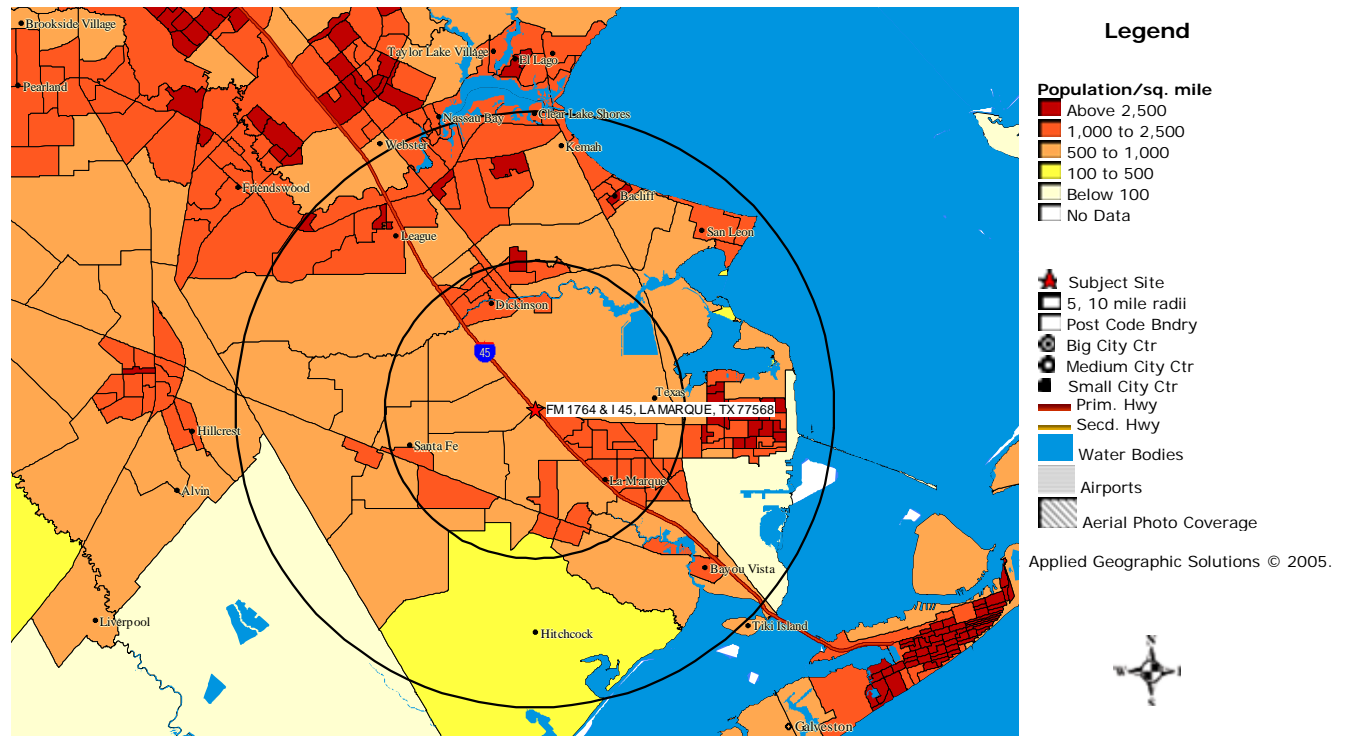 Brookside Village
Taylor Lake Village
El Lago
Pearland
Nassau Bay
Clear Lake Shores
Webster
Kemah
Friendswood
Bacliff
League
San Leon
Dickinson
45
Texas
FM 1764 & I 45, LA MARQUE, TX 77568
Hillcrest
Santa Fe
Alvin
La Marque
Bayou Vista
Liverpool
Hitchcock
Tiki Island
Galveston
Legend
Population/sq. mile
Above 2,500
1,000 to 2,500
500 to 1,000
100 to 500
Below 100
No Data
Subject Site
5, 10 mile radii
Post Code Bndry
Big City Ctr
Medium City Ctr
Small City Ctr
Prim. Hwy
Secd. Hwy
Water Bodies
Airports
Aerial Photo Coverage
Applied Geographic Solutions © 2005.
N
W
E
S